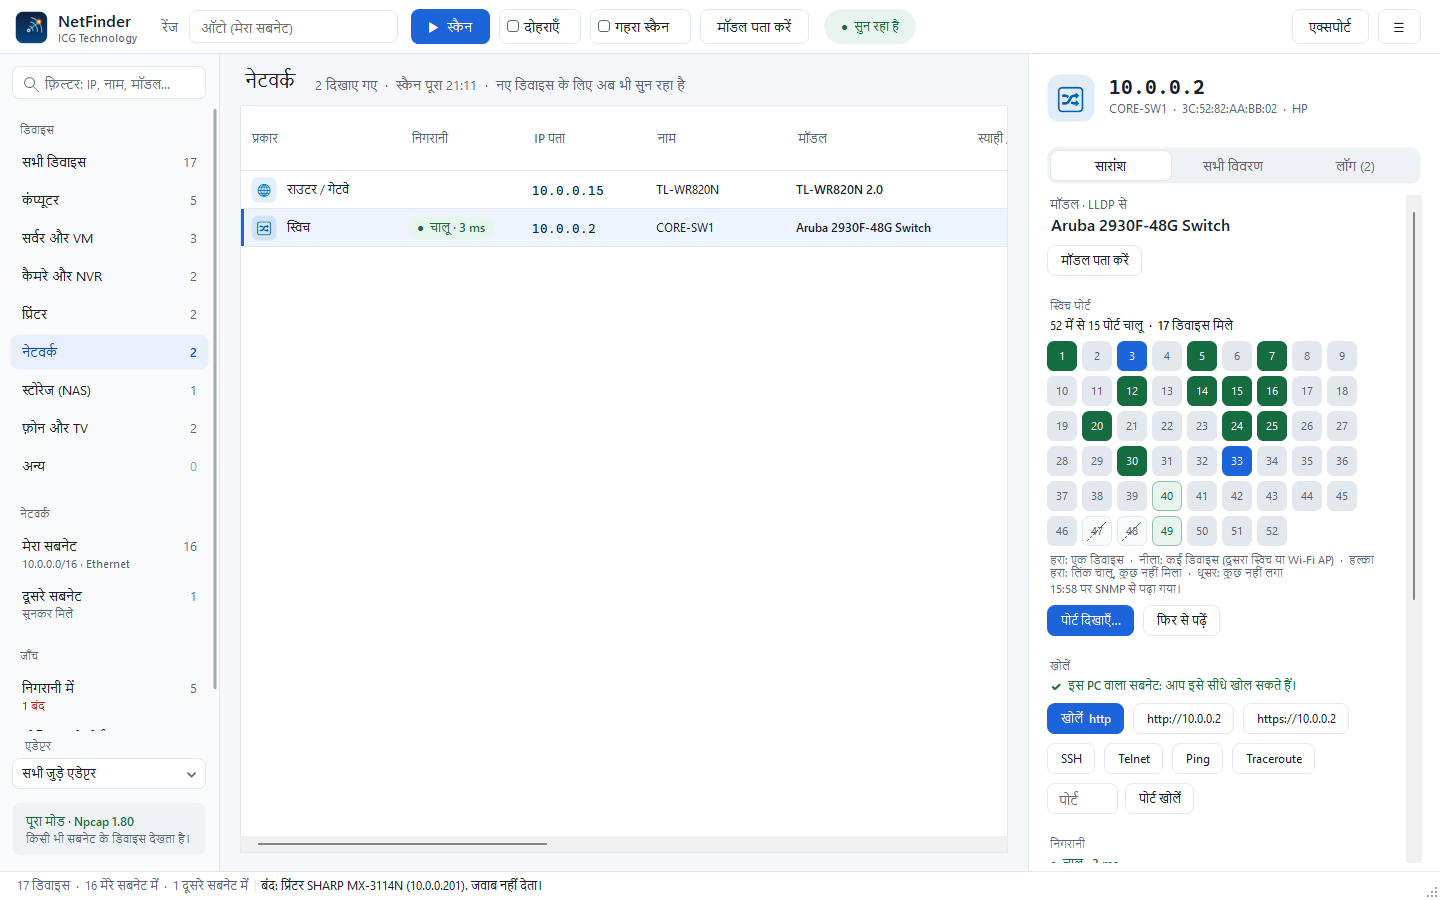 NetFinder
ICG Technology
रेंज
ऑटो (मेरा सबनेट)
स्कैन
दोहराएँ
गहरा स्कैन
मॉडल पता करें
● सुन रहा है
एक्सपोर्ट
☰
फ़िल्टर: IP, नाम, मॉडल...
डिवाइस
सभी डिवाइस 17
कंप्यूटर 5
सर्वर और VM 3
कैमरे और NVR 2
प्रिंटर 2
नेटवर्क 2
स्टोरेज (NAS) 1
फ़ोन और TV 2
अन्य 0
नेटवर्क
मेरा सबनेट 16
10.0.0.0/16 · Ethernet
दूसरे सबनेट 1
सुनकर मिले
जाँच
निगरानी में 5
1 बंद
एडेप्टर
सभी जुड़े एडेप्टर
पूरा मोड · Npcap 1.80
किसी भी सबनेट के डिवाइस देखता है।
नेटवर्क
2 दिखाए गए · स्कैन पूरा 21:11 · नए डिवाइस के लिए अब भी सुन रहा है
प्रकार निगरानी IP पता नाम मॉडल स्याही
राउटर / गेटवे 10.0.0.15 TL-WR820N TL-WR820N 2.0
स्विच ● चालू · 3 ms 10.0.0.2 CORE-SW1 Aruba 2930F-48G Switch
10.0.0.2
CORE-SW1 · 3C:52:82:AA:BB:02 · HP
सारांश सभी विवरण लॉग (2)
मॉडल · LLDP से
Aruba 2930F-48G Switch
मॉडल पता करें
स्विच पोर्ट
52 में से 15 पोर्ट चालू · 17 डिवाइस मिले
1 2 3 4 5 6 7 8 9
10 11 12 13 14 15 16 17 18
19 20 21 22 23 24 25 26 27
28 29 30 31 32 33 34 35 36
37 38 39 40 41 42 43 44 45
46 47 48 49 50 51 52
हरा: एक डिवाइस · नीला: कई डिवाइस (दूसरा स्विच या Wi-Fi AP) · हल्का
हरा: लिंक चालू, कुछ नहीं मिला · धूसर: कुछ नहीं लगा
15:58 पर SNMP से पढ़ा गया।
पोर्ट दिखाएँ... फिर से पढ़ें
खोलें
✓ इस PC वाला सबनेट: आप इसे सीधे खोल सकते हैं।
खोलें http http://10.0.0.2 https://10.0.0.2
SSH Telnet Ping Traceroute
पोर्ट पोर्ट खोलें
निगरानी
17 डिवाइस · 16 मेरे सबनेट में · 1 दूसरे सबनेट में बंद: प्रिंटर SHARP MX-3114N (10.0.0.201). जवाब नहीं देता।